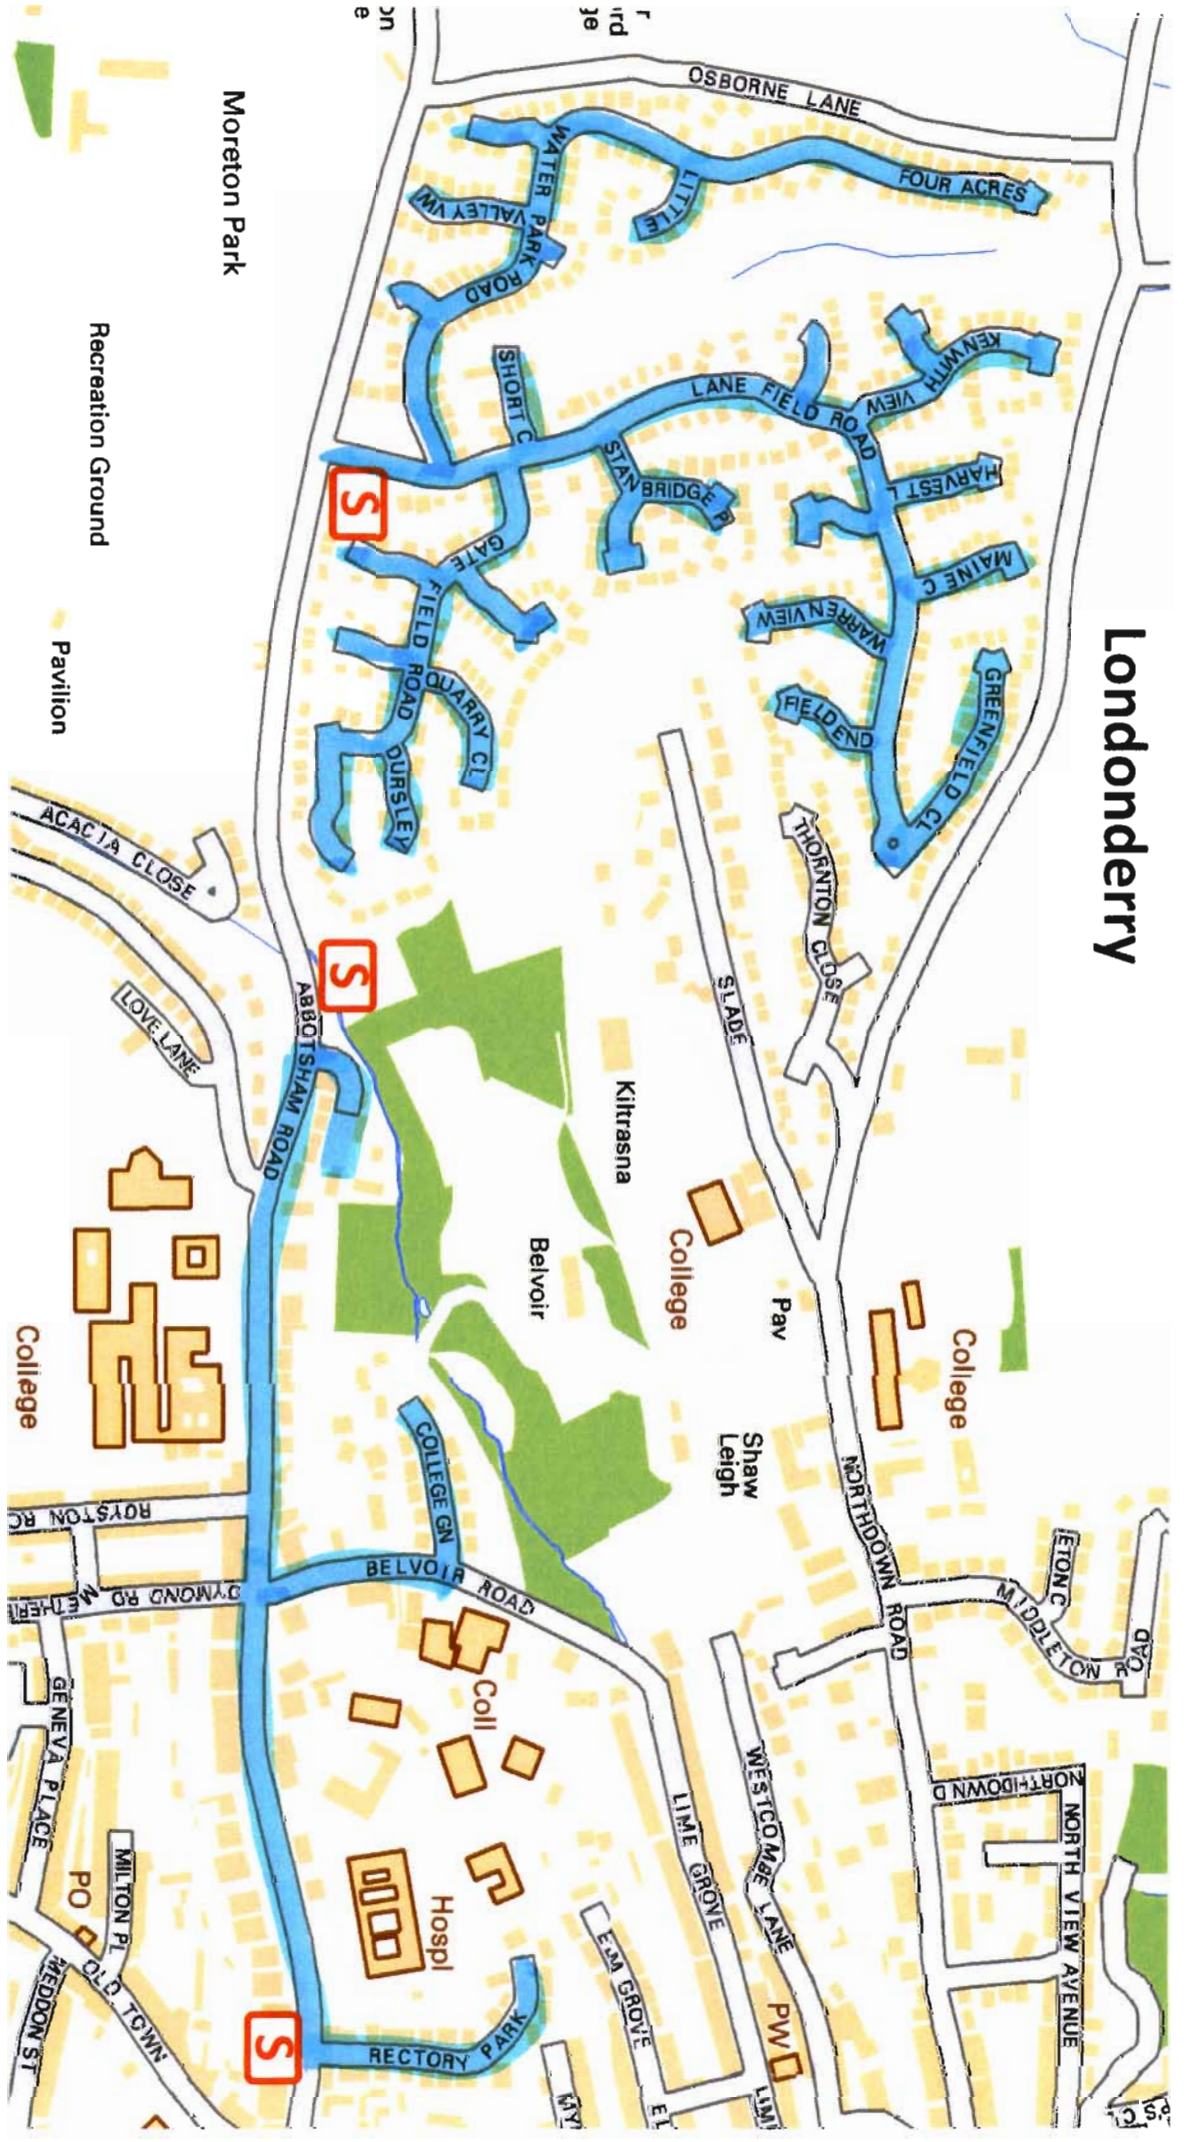 Londonderry
OSBORNE LANE
FOUR ACRES
LITTLE
WATER PARK ROAD
VALLEY VW
KENWITH VIEW
LANE FIELD ROAD
SHORT C
STANBRIDGE P
HARVEST L
MAINE C
WARREN VIEW
FIELD END
GREENFIELD CL
GATE FIELD ROAD
QUARRY CL
DURSLEY
S
Moreton Park
Recreation Ground
Pavilion
ACACIA CLOSE
LOVE LANE
S
ABBOTSHAM ROAD
THORNTON CLOSE
SLADE
Kiltrasna
Belvoir
College
Pav
College
Shaw
Leigh
College
COLLEGE GN
BELVOIR ROAD
ROYSTON RO
DYMOND RD
GENEVA PLACE
MILTON PL
PO
OLD TOWN
MEDDON ST
Coll
Hospl
S
RECTORY PARK
NORTHDOWN ROAD
ETON C
MIDDLETON R
OAD
NORTHDOWN D
NORTH VIEW AVENUE
WESTCOMBE LANE
LIME GROVE
ELM GROVE
PW
LIM
EL
MY